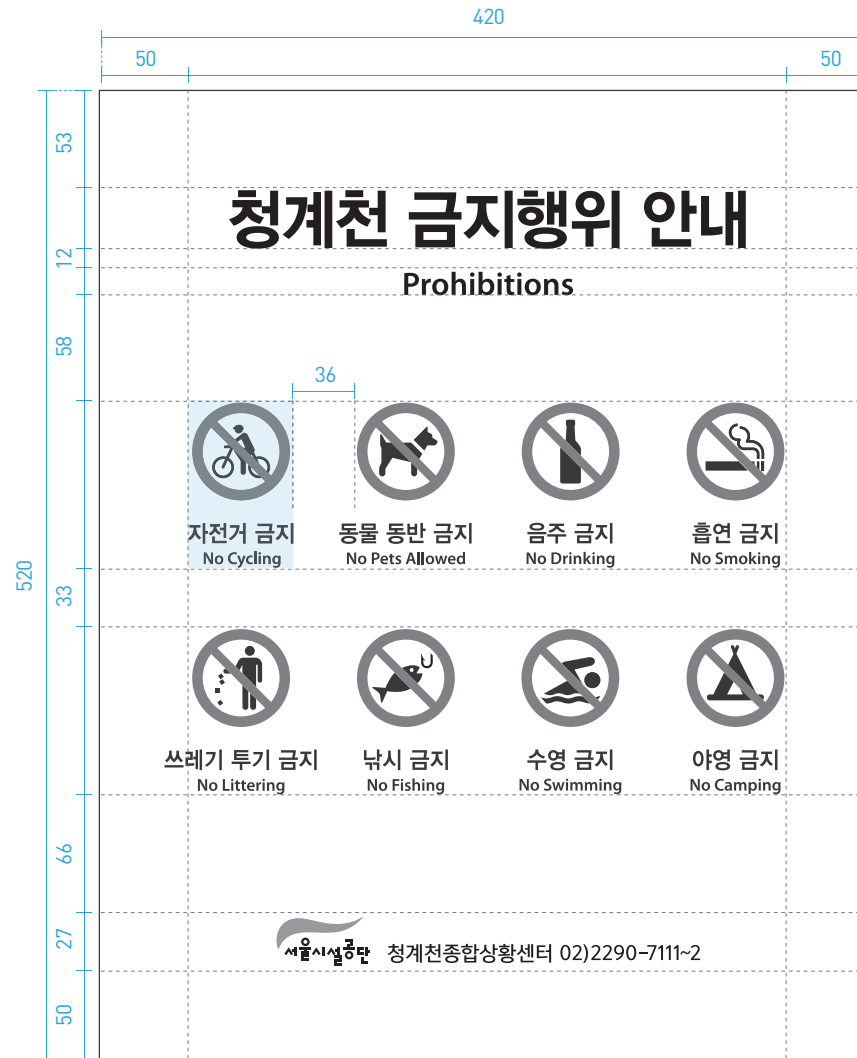 420
50
50
53
청계천 금지행위 안내
12
Prohibitions
58
36
자전거 금지
No Cycling
동물 동반 금지
No Pets Allowed
음주 금지
No Drinking
흡연 금지
No Smoking
520
33
쓰레기 투기 금지
No Littering
낚시 금지
No Fishing
수영 금지
No Swimming
야영 금지
No Camping
66
27
서울시설공단
청계천종합상황센터 02)2290-7111~2
50